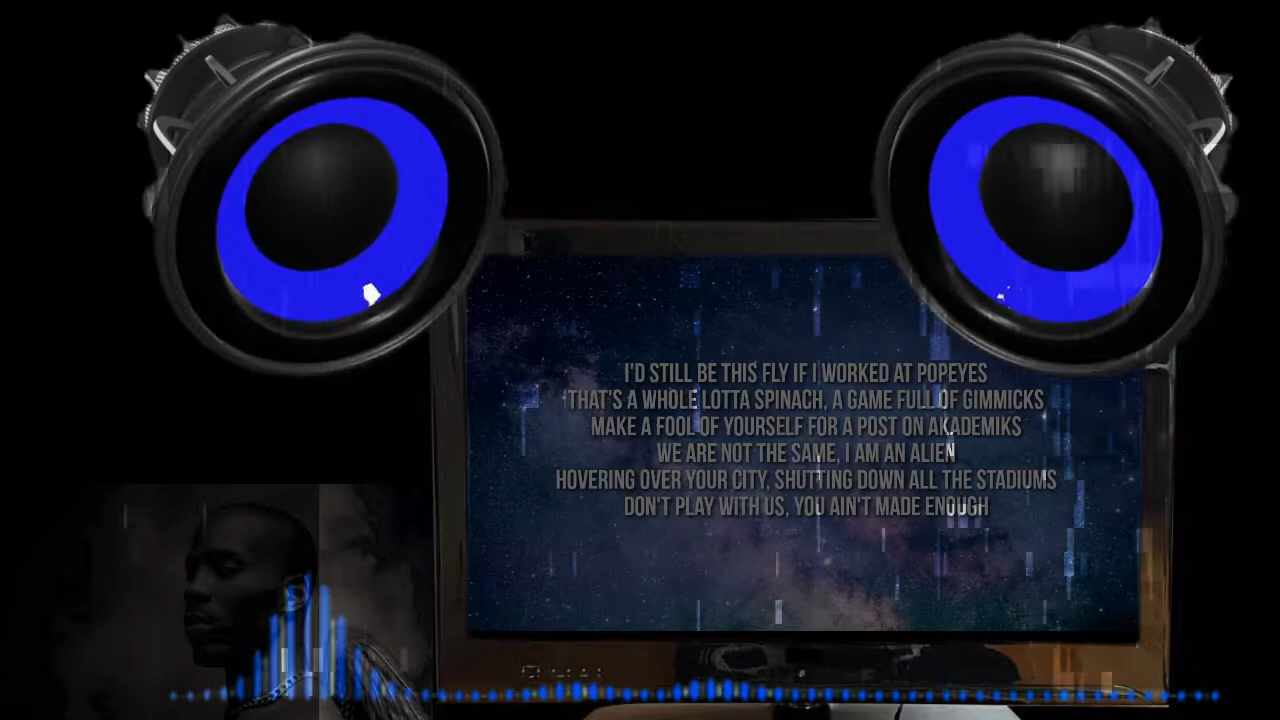 I'D STILL BE THIS FLY IF I WORKED AT POPEYES
THAT'S A WHOLE LOTTA SPINACH, A GAME FULL OF GIMMICKS
MAKE A FOOL OF YOURSELF FOR A POST ON AKADEMIKS
WE ARE NOT THE SAME, I AM AN ALIEN
HOVERING OVER YOUR CITY, SHUTTING DOWN ALL THE STADIUMS
DON'T PLAY WITH US, YOU AIN'T MADE ENOUGH